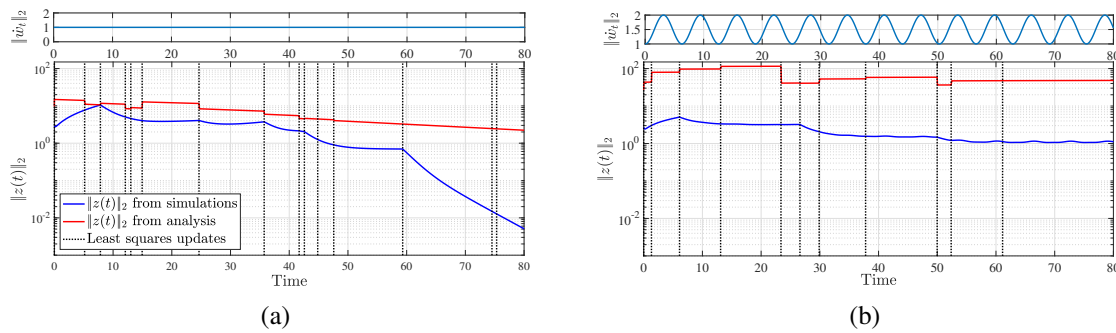 ‖ẇ_t‖₂
2
1
0
0 10 20 30 40 50 60 70 80
‖z(t)‖₂
10²
10⁰
10⁻²
‖z(t)‖₂ from simulations
‖z(t)‖₂ from analysis
Least squares updates
0 10 20 30 40 50 60 70 80
Time
(a)
‖ẇ_t‖₂
2
1.5
1
0 10 20 30 40 50 60 70 80
‖z(t)‖₂
10²
10⁰
10⁻²
0 10 20 30 40 50 60 70 80
Time
(b)